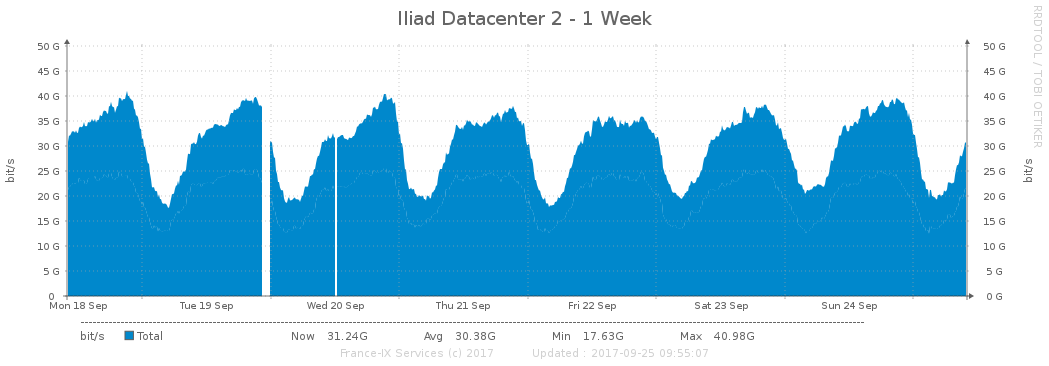 Iliad Datacenter 2 - 1 Week
RRDTOOL / TOBI OETIKER
bit/s
50 G 50 G
45 G 45 G
40 G 40 G
35 G 35 G
30 G 30 G
25 G 25 G
20 G 20 G
15 G 15 G
10 G 10 G
5 G 5 G
0 0 G
bit/s
Mon 18 Sep Tue 19 Sep Wed 20 Sep Thu 21 Sep Fri 22 Sep Sat 23 Sep Sun 24 Sep
bit/s Total Now 31.24G Avg 30.38G Min 17.63G Max 40.98G
France-IX Services (c) 2017 Updated : 2017-09-25 09:55:07